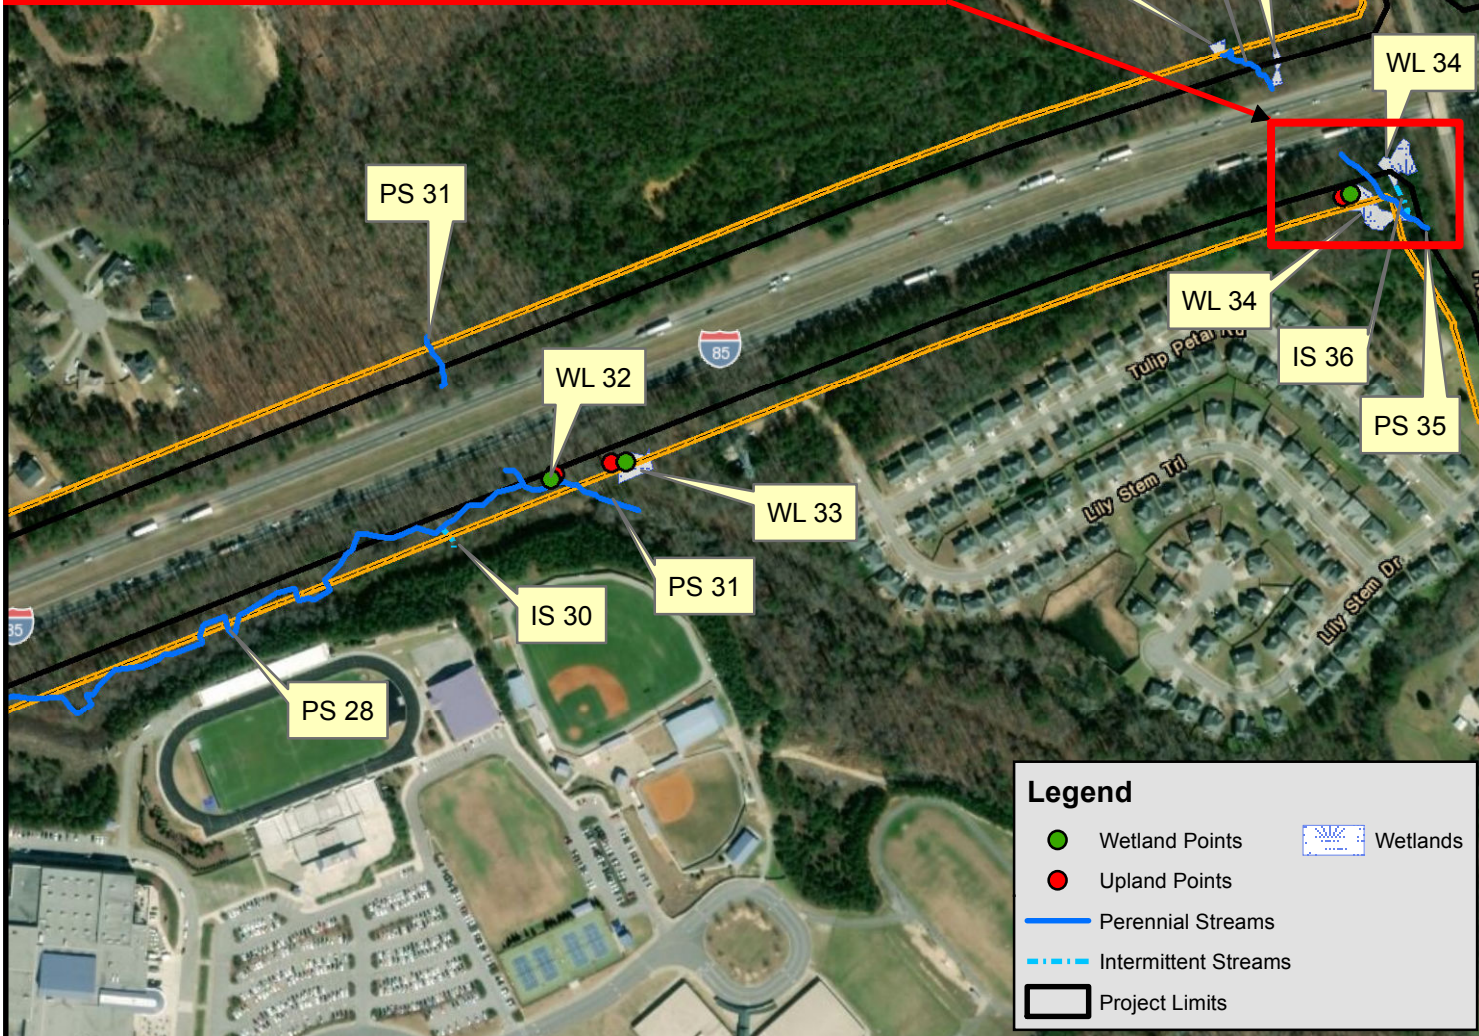 WL 34
PS 31
85
WL 34
Tulip Petal Rd
IS 36
WL 32
PS 35
Lily Stem Trl
WL 33
Lily Stem Dr
PS 31
IS 30
85
PS 28
Legend
Wetland Points
Wetlands
Upland Points
Perennial Streams
Intermittent Streams
Project Limits